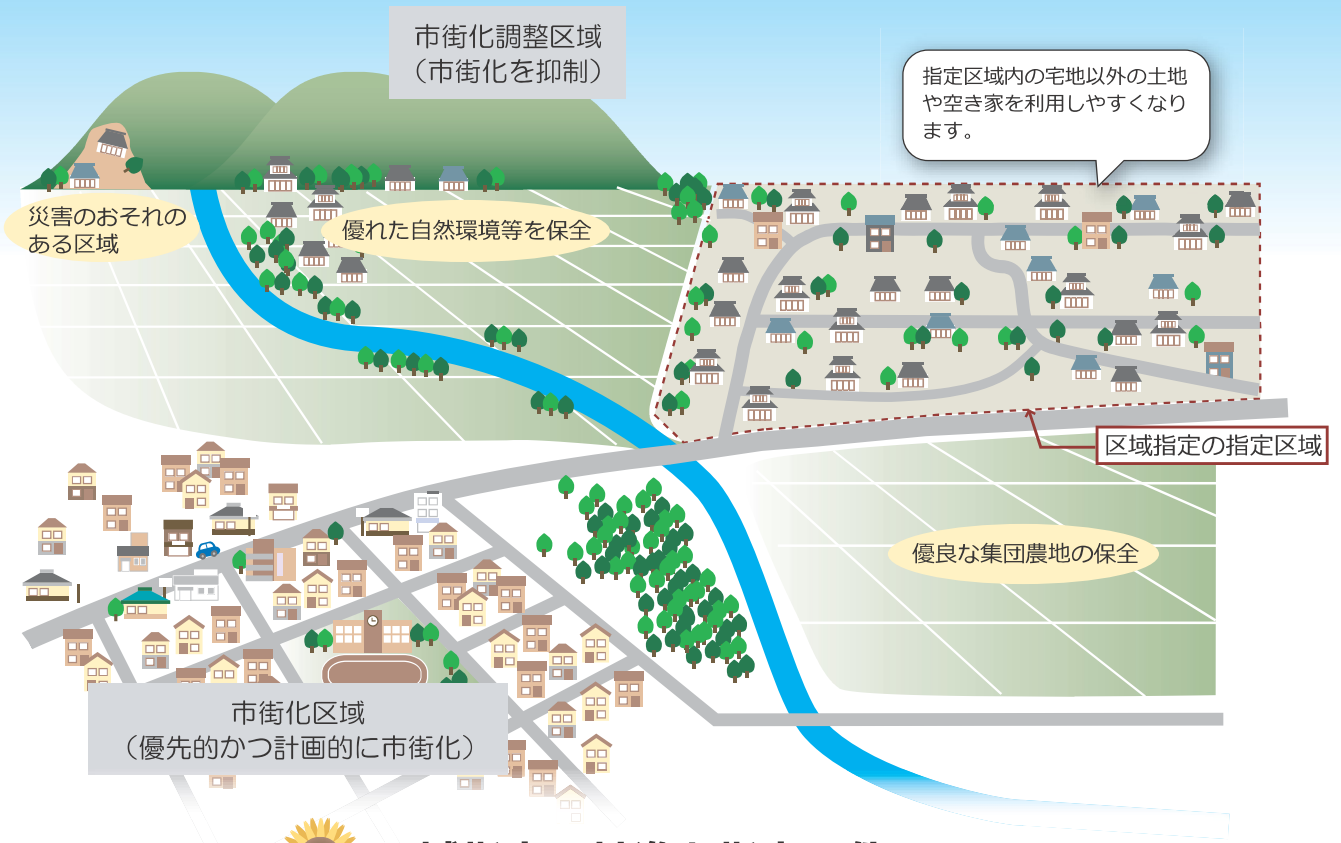 市街化調整区域
（市街化を抑制）
指定区域内の宅地以外の土地
や空き家を利用しやすくなり
ます。
災害のおそれの
ある区域
優れた自然環境等を保全
区域指定の指定区域
優良な集団農地の保全
市街化区域
（優先的かつ計画的に市街化）